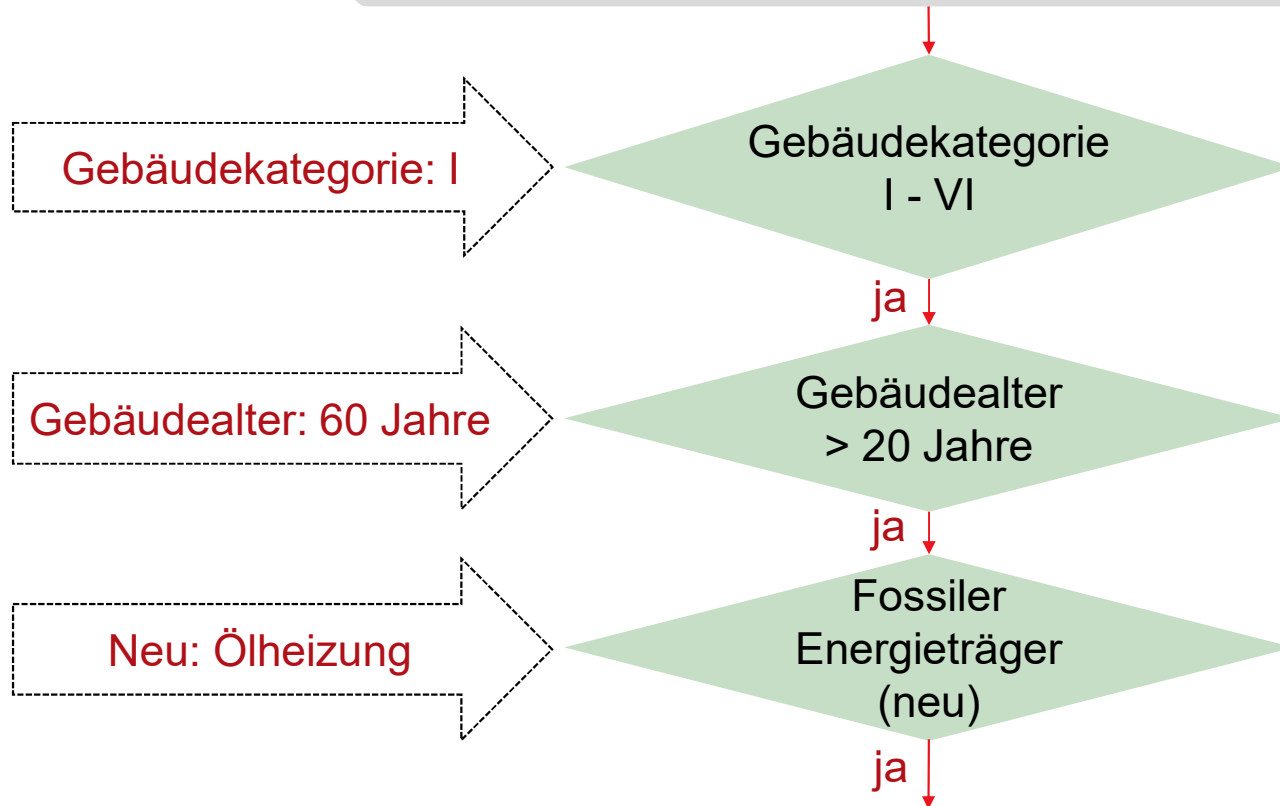 Gebäudekategorie: I
Gebäudekategorie
I - VI
ja
Gebäudealter: 60 Jahre
Gebäudealter
> 20 Jahre
ja
Neu: Ölheizung
Fossiler
Energieträger
(neu)
ja